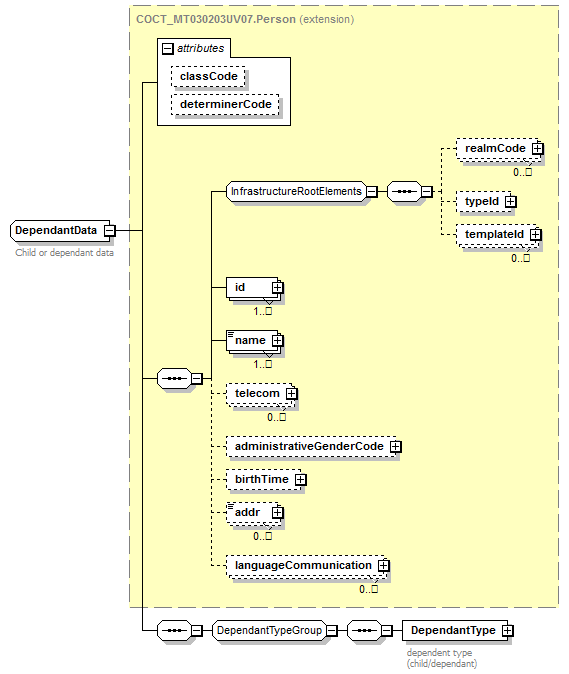 COCT_MT030203UV07.Person (extension)
attributes
classCode
determinerCode
InfrastructureRootElements
realmCode
0..□
typeId
templateId
0..□
DependantData
Child or dependant data
id
1..□
name
1..□
telecom
0..□
administrativeGenderCode
birthTime
addr
0..□
languageCommunication
0..□
DependantTypeGroup
DependantType
dependent type
(child/dependant)